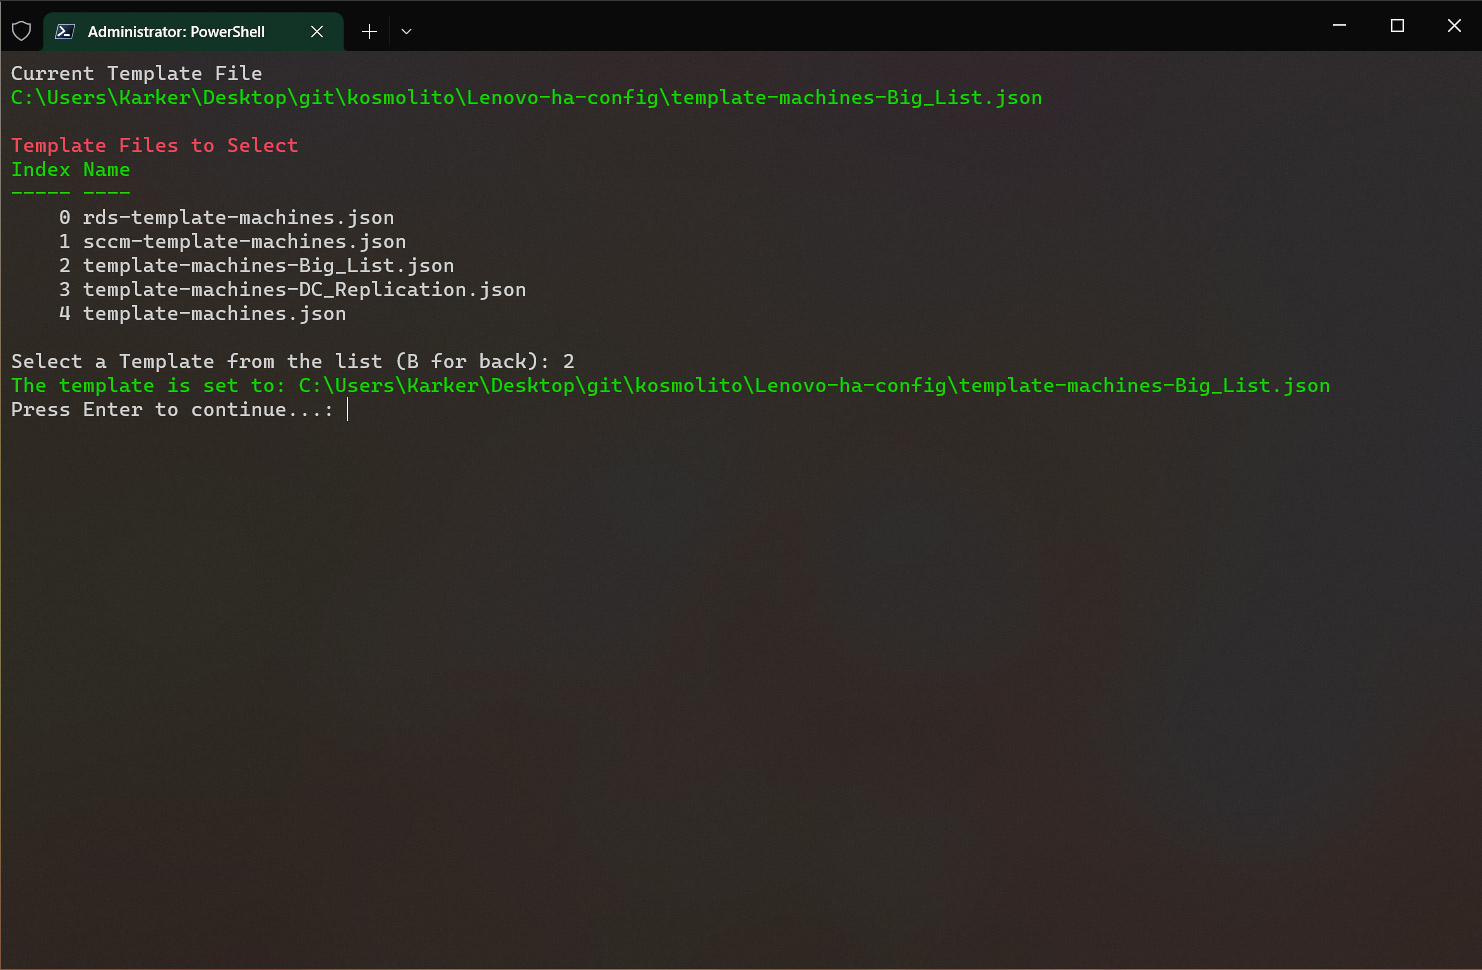 Administrator: PowerShell
Current Template File
C:\Users\Karker\Desktop\git\kosmolito\Lenovo-ha-config\template-machines-Big_List.json
Template Files to Select
Index Name
----- ----
0 rds-template-machines.json
1 sccm-template-machines.json
2 template-machines-Big_List.json
3 template-machines-DC_Replication.json
4 template-machines.json
Select a Template from the list (B for back): 2
The template is set to: C:\Users\Karker\Desktop\git\kosmolito\Lenovo-ha-config\template-machines-Big_List.json
Press Enter to continue...: